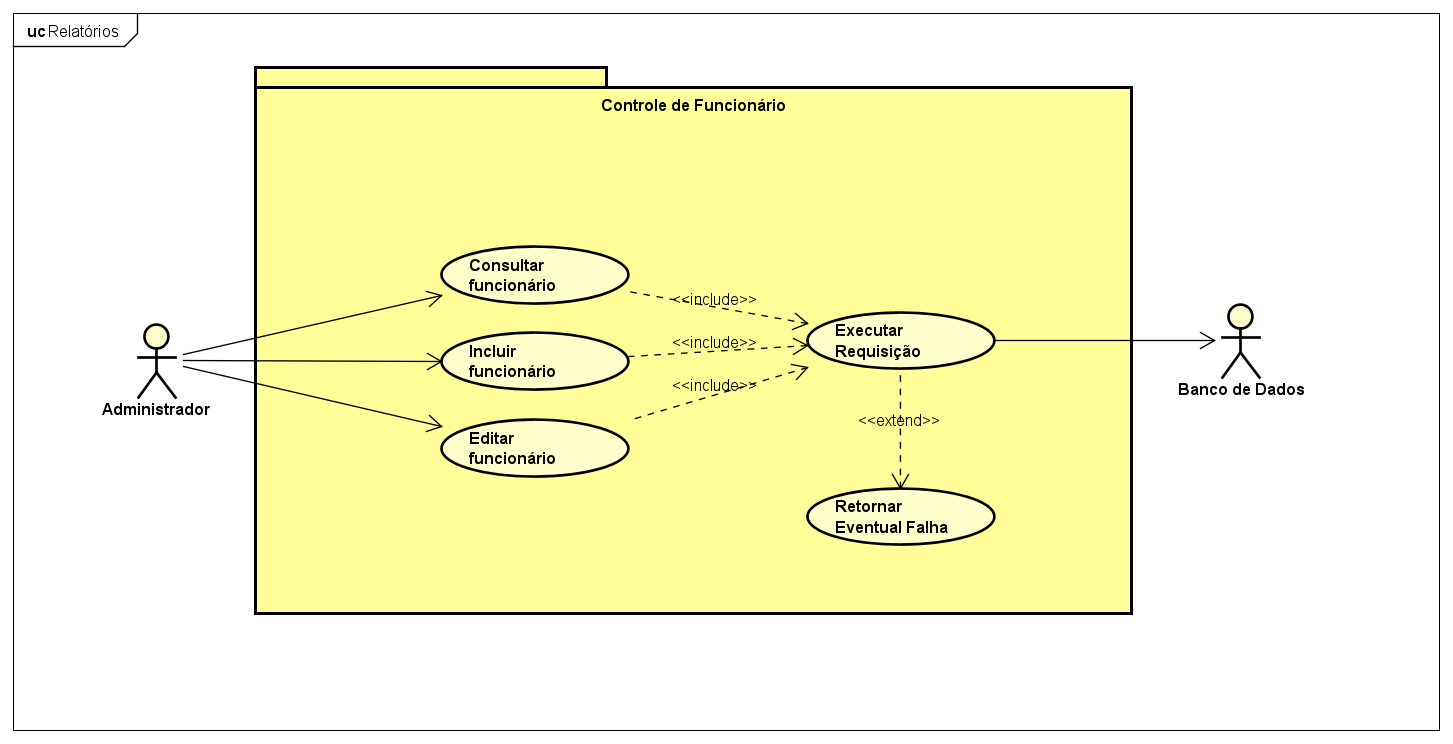 uc Relatórios
Controle de Funcionário
Consultar
funcionário
<<include>>
Incluir
funcionário
<<include>>
Editar
funcionário
<<include>>
Executar
Requisição
<<extend>>
Retornar
Eventual Falha
Administrador
Banco de Dados